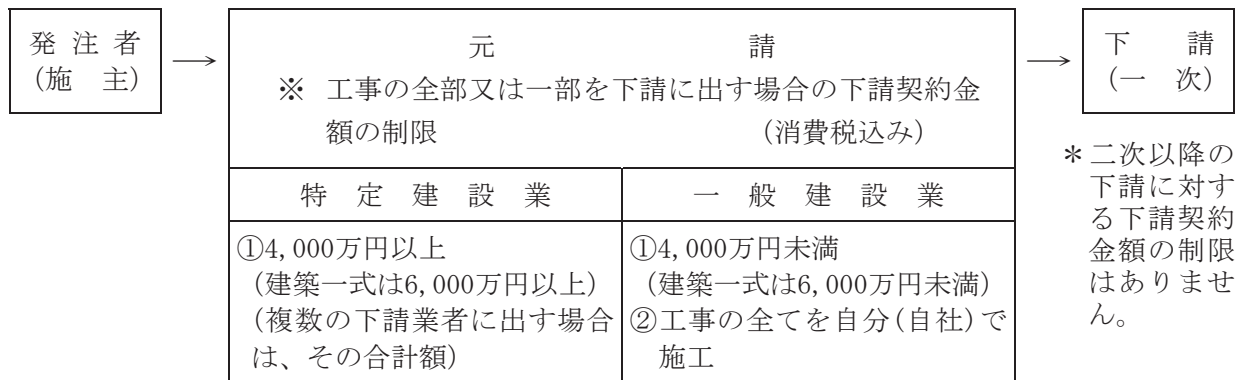 発注者
(施主)
→
元請
※ 工事の全部又は一部を下請に出す場合の下請契約金
額の制限 (消費税込み)
→
下請
(一次)
特定建設業
①4,000万円以上
(建築一式は6,000万円以上)
(複数の下請業者に出す場合
は、その合計額)
一般建設業
①4,000万円未満
(建築一式は6,000万円未満)
②工事の全てを自分(自社)で
施工
*二次以降の
下請に対す
る下請契約
金額の制限
はありませ
ん。